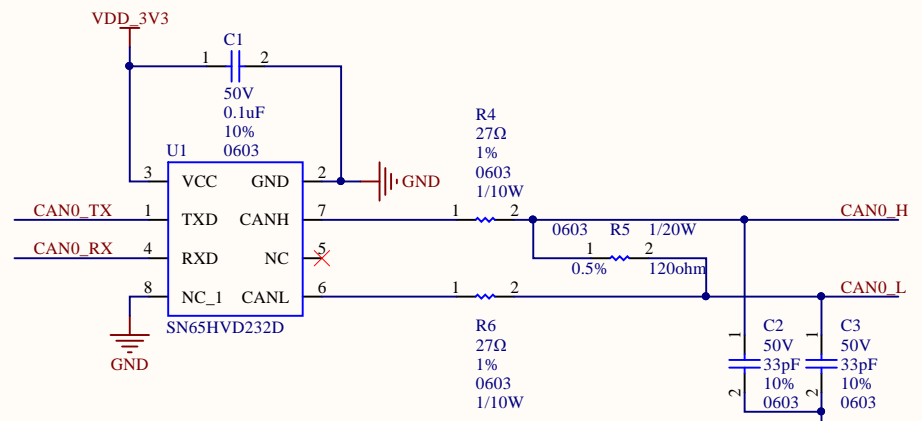 VDD_3V3
C1
1
2
50V
0.1uF
10%
0603
U1
3
VCC
GND
2
GND
CAN0_TX
1
TXD
CANH
7
CAN0_RX
4
RXD
NC
5
8
NC_1
CANL
6
GND
SN65HVD232D
R4
27Ω
1%
0603
1/10W
1
2
CAN0_H
0603
R5
1/20W
1
2
0.5%
120ohm
1
2
CAN0_L
R6
27Ω
1%
0603
1/10W
1
C2
50V
33pF
10%
0603
2
1
C3
50V
33pF
10%
0603
2